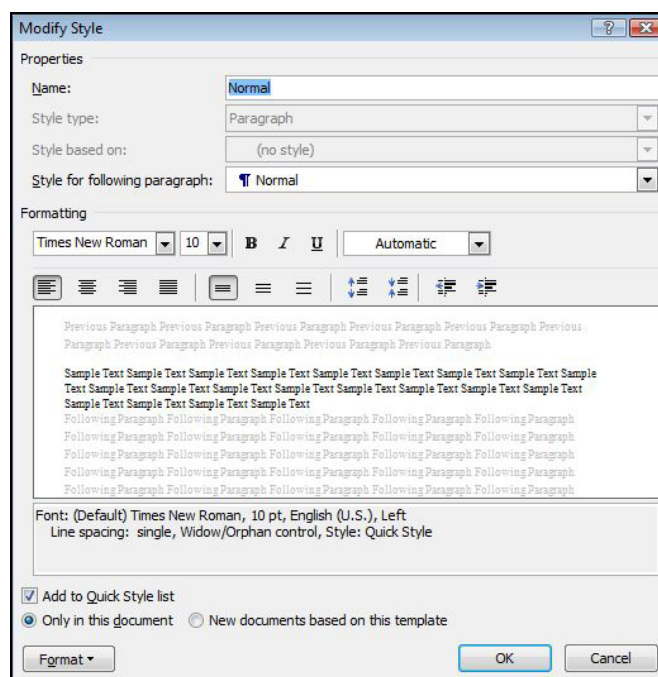 Modify Style
Properties
Name: Normal
Style type: Paragraph
Style based on: (no style)
Style for following paragraph: ¶ Normal
Formatting
Times New Roman 10 B I U Automatic
Previous Paragraph Previous Paragraph Previous Paragraph Previous Paragraph Previous Paragraph Previous
Paragraph Previous Paragraph Previous Paragraph Previous Paragraph Previous Paragraph
Sample Text Sample Text Sample Text Sample Text Sample Text Sample Text Sample Text Sample Text Sample
Text Sample Text Sample Text Sample Text Sample Text Sample Text Sample Text Sample Text Sample Text
Sample Text Sample Text Sample Text Sample Text
Following Paragraph Following Paragraph Following Paragraph Following Paragraph Following Paragraph
Following Paragraph Following Paragraph Following Paragraph Following Paragraph Following Paragraph
Following Paragraph Following Paragraph Following Paragraph Following Paragraph Following Paragraph
Following Paragraph Following Paragraph Following Paragraph Following Paragraph Following Paragraph
Following Paragraph Following Paragraph Following Paragraph Following Paragraph Following Paragraph
Font: (Default) Times New Roman, 10 pt, English (U.S.), Left
Line spacing: single, Widow/Orphan control, Style: Quick Style
Add to Quick Style list
Only in this document New documents based on this template
Format OK Cancel